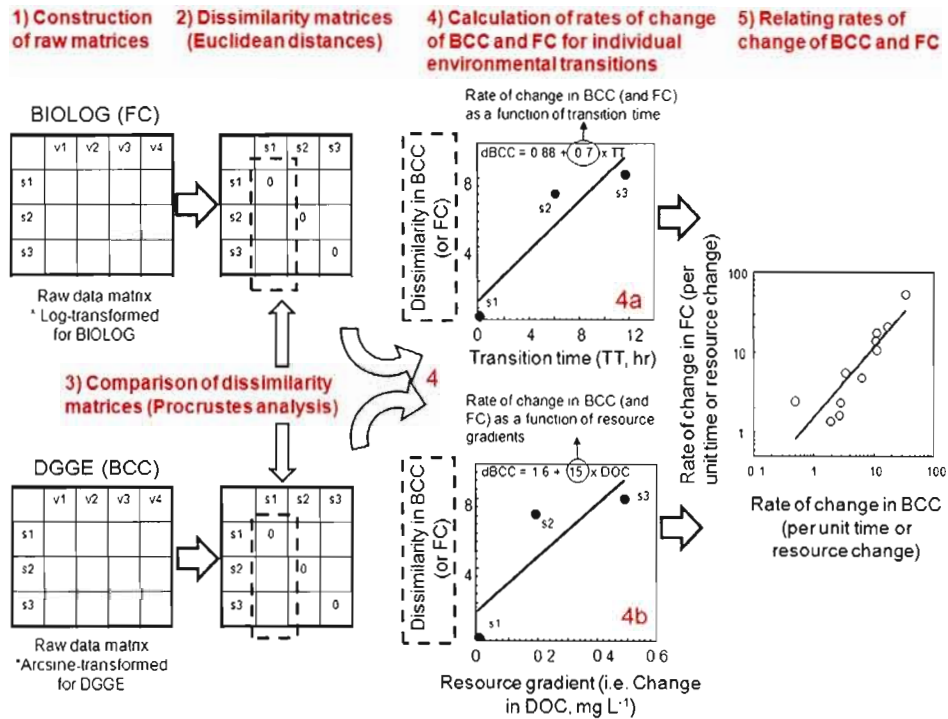 1) Construction
of raw matrices
2) Dissimilarity matrices
(Euclidean distances)
4) Calculation of rates of change
of BCC and FC for individual
environmental transitions
5) Relating rates of
change of BCC and FC
BIOLOG (FC)
v1 v2 v3 v4
s1
s2
s3
Raw data matrix
* Log-transformed
for BIOLOG
s1 s2 s3
s1 0
s2 0
s3 0
3) Comparison of dissimilarity
matrices (Procrustes analysis)
4
DGGE (BCC)
v1 v2 v3 v4
s1
s2
s3
Raw data matrix
*Arcsine-transformed
for DGGE
s1 s2 s3
s1 0
s2 0
s3 0
Rate of change in BCC (and FC)
as a function of transition time
dBCC = 0 88 + 0 7 x TT
Dissimilarity in BCC
(or FC)
8
4
s1
s2
s3
4a
0 4 8 12
Transition time (TT, hr)
Rate of change of BCC (and
FC) as a function of resource
gradients
dBCC = 1 6 + 15 x DOC
Dissimilarity in BCC
(or FC)
8
4
s1
s2
s3
4b
0 0 2 0 4 0 6
Resource gradient (i.e. Change
in DOC, mg L-1)
Rate of change in FC (per
unit time or resource change)
100
10
1
0 1 1 10 100
Rate of change in BCC
(per unit time or
resource change)